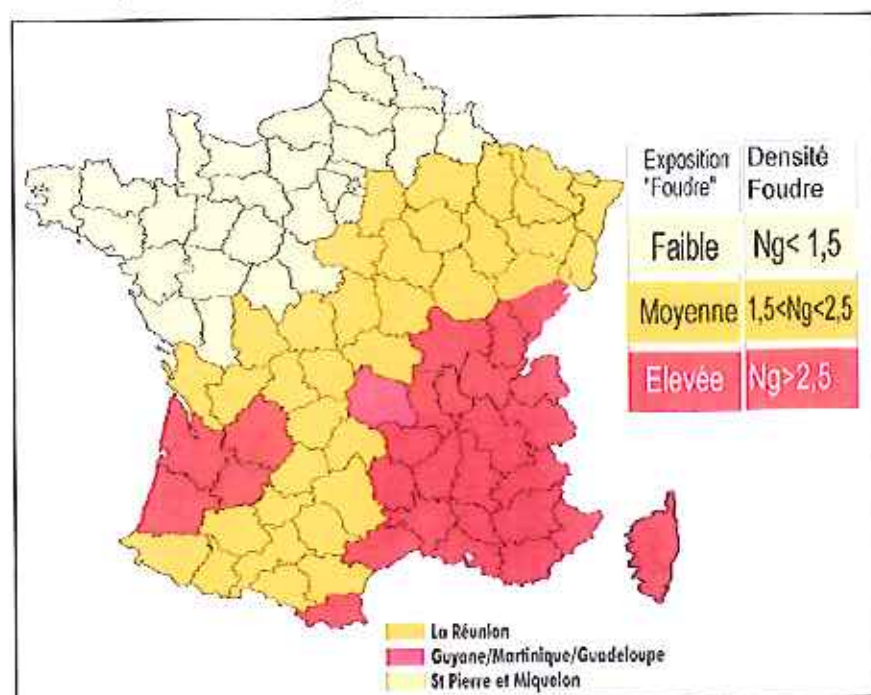 Exposition "Foudre" Densité Foudre
Faible Ng< 1,5
Moyenne 1,5<Ng<2,5
Elevée Ng>2,5
La Réunion
Guyane/Martinique/Guadeloupe
St Pierre et Miquelon